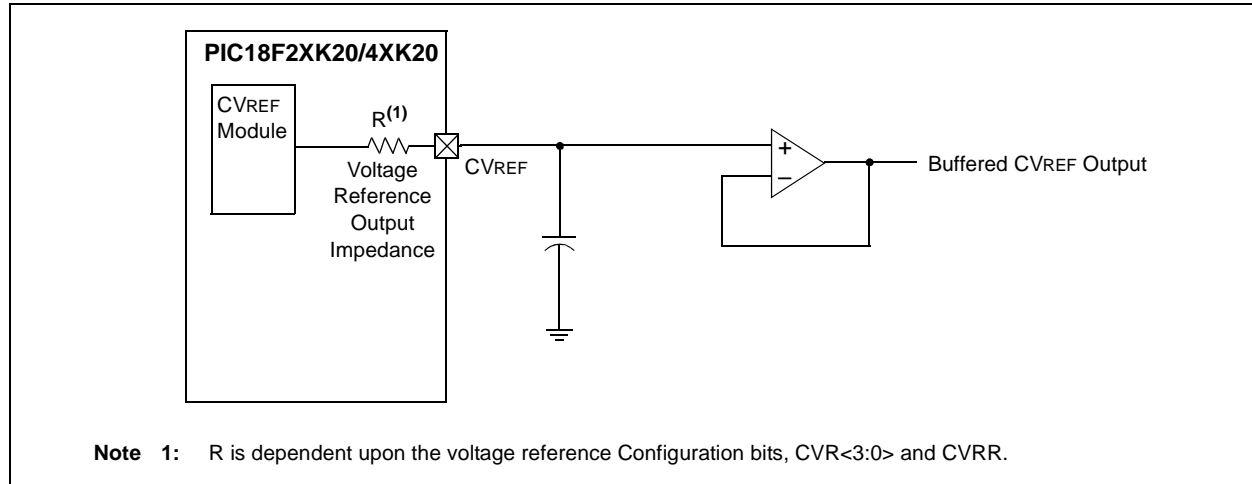 PIC18F2XK20/4XK20
CVREF
Module
R(1)
Voltage
Reference
Output
Impedance
CVREF
+
–
Buffered CVREF Output
Note 1: R is dependent upon the voltage reference Configuration bits, CVR<3:0> and CVRR.